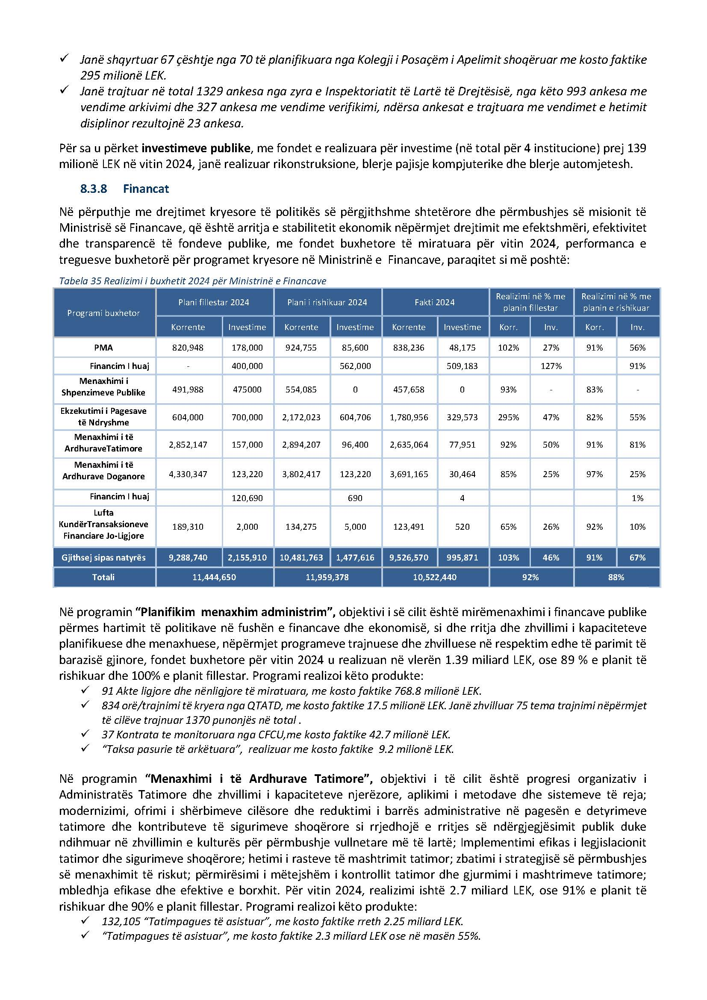 ✓ Janë shqyrtuar 67 çështje nga 70 të planifikuara nga Kolegji i Posaçëm i Apelimit shoqëruar me kosto faktike
295 milionë LEK.
✓ Janë trajtuar në total 1329 ankesa nga zyra e Inspektoriatit të Lartë të Drejtësisë, nga këto 993 ankesa me
vendime arkivimi dhe 327 ankesa me vendime verifikimi, ndërsa ankesat e trajtuara me vendimet e hetimit
disiplinor rezultojnë 23 ankesa.
Për sa u përket investimeve publike, me fondet e realizuara për investime (në total për 4 institucione) prej 139
milionë LEK në vitin 2024, janë realizuar rikonstruksione, blerje pajisje kompjuterike dhe blerje automjetesh.
8.3.8 Financat
Në përputhje me drejtimet kryesore të politikës së përgjithshme shtetërore dhe përmbushjes së misionit të
Ministrisë së Financave, që është arritja e stabilitetit ekonomik nëpërmjet drejtimit me efektshmëri, efektivitet
dhe transparencë të fondeve publike, me fondet buxhetore të miratuara për vitin 2024, performanca e
treguesve buxhetorë për programet kryesore në Ministrinë e Financave, paraqitet si më poshtë:
Tabela 35 Realizimi i buxhetit 2024 për Ministrinë e Financave
Programi buxhetor Plani fillestar 2024 Plani i rishikuar 2024 Fakti 2024 Realizimi në % me planin fillestar Realizimi në % me planin e rishikuar
Korrente Investime Korrente Investime Korrente Investime Korr. Inv. Korr. Inv.
PMA 820,948 178,000 924,755 85,600 838,236 48,175 102% 27% 91% 56%
Financim I huaj - 400,000 562,000 509,183 127% 91%
Menaxhimi i
Shpenzimeve Publike 491,988 475000 554,085 0 457,658 0 93% - 83% -
Ekzekutimi i Pagesave
të Ndryshme 604,000 700,000 2,172,023 604,706 1,780,956 329,573 295% 47% 82% 55%
Menaxhimi i të
ArdhuraveTatimore 2,852,147 157,000 2,894,207 96,400 2,635,064 77,951 92% 50% 91% 81%
Menaxhimi i të
Ardhurave Doganore 4,330,347 123,220 3,802,417 123,220 3,691,165 30,464 85% 25% 97% 25%
Financim I huaj 120,690 690 4 1%
Lufta
KundërTransaksioneve
Financiare Jo-Ligjore 189,310 2,000 134,275 5,000 123,491 520 65% 26% 92% 10%
Gjithsej sipas natyrës 9,288,740 2,155,910 10,481,763 1,477,616 9,526,570 995,871 103% 46% 91% 67%
Totali 11,444,650 11,959,378 10,522,440 92% 88%
Në programin “Planifikim menaxhim administrim”, objektivi i së cilit është mirëmenaxhimi i financave publike
përmes hartimit të politikave në fushën e financave dhe ekonomisë, si dhe rritja dhe zhvillimi i kapaciteteve
planifikuese dhe menaxhuese, nëpërmjet programeve trajnuese dhe zhvilluese në respektim edhe të parimit të
barazisë gjinore, fondet buxhetore për vitin 2024 u realizuan në vlerën 1.39 miliard LEK, ose 89 % e planit të
rishikuar dhe 100% e planit fillestar. Programi realizoi këto produkte:
✓ 91 Akte ligjore dhe nënligjore të miratuara, me kosto faktike 768.8 milionë LEK.
✓ 834 orë/trajnimi të kryera nga QTATD, me kosto faktike 17.5 milionë LEK. Janë zhvilluar 75 tema trajnimi nëpërmjet
të cilëve trajnuar 1370 punonjës në total .
✓ 37 Kontrata te monitoruara nga CFCU,me kosto faktike 42.7 milionë LEK.
✓ “Taksa pasurie të arkëtuara”, realizuar me kosto faktike 9.2 milionë LEK.
Në programin “Menaxhimi i të Ardhurave Tatimore”, objektivi i të cilit është progresi organizativ i
Administratës Tatimore dhe zhvillimi i kapaciteteve njerëzore, aplikimi i metodave dhe sistemeve të reja;
modernizimi, ofrimi i shërbimeve cilësore dhe reduktimi i barrës administrative në pagesën e detyrimeve
tatimore dhe kontributeve të sigurimeve shoqërore si rrjedhojë e rritjes së ndërgjegjësimit publik duke
ndihmuar në zhvillimin e kulturës për përmbushje vullnetare më të lartë; Implementimi efikas i legjislacionit
tatimor dhe sigurimeve shoqërore; hetimi i rasteve të mashtrimit tatimor; zbatimi i strategjisë së përmbushjes
së menaxhimit të riskut; përmirësimi i mëtejshëm i kontrollit tatimor dhe gjurmimi i mashtrimeve tatimore;
mbledhja efikase dhe efektive e borxhit. Për vitin 2024, realizimi ishtë 2.7 miliard LEK, ose 91% e planit të
rishikuar dhe 90% e planit fillestar. Programi realizoi këto produkte:
✓ 132,105 “Tatimpagues të asistuar”, me kosto faktike rreth 2.25 miliard LEK.
✓ “Tatimpagues të asistuar”, me kosto faktike 2.3 miliard LEK ose në masën 55%.